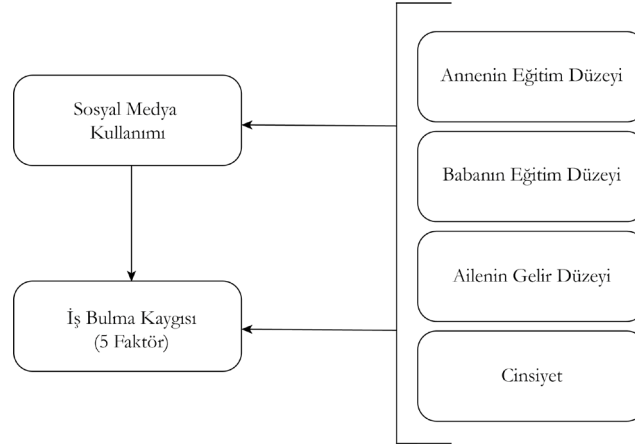 Sosyal Medya
Kullanımı
İş Bulma Kaygısı
(5 Faktör)
Annenin Eğitim Düzeyi
Babanın Eğitim Düzeyi
Ailenin Gelir Düzeyi
Cinsiyet